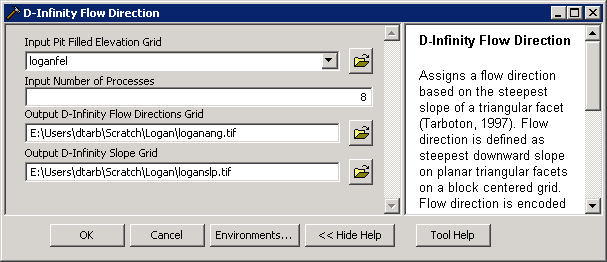 D-Infinity Flow Direction
Input Pit Filled Elevation Grid
loganfel
Input Number of Processes
8
Output D-Infinity Flow Directions Grid
E:\Users\dtarb\Scratch\Logan\loganang.tif
Output D-Infinity Slope Grid
E:\Users\dtarb\Scratch\Logan\loganslp.tif
D-Infinity Flow Direction
Assigns a flow direction
based on the steepest
slope of a triangular facet
(Tarboton, 1997). Flow
direction is defined as
steepest downward slope
on planar triangular facets
on a block centered grid.
Flow direction is encoded
OK
Cancel
Environments...
<< Hide Help
Tool Help